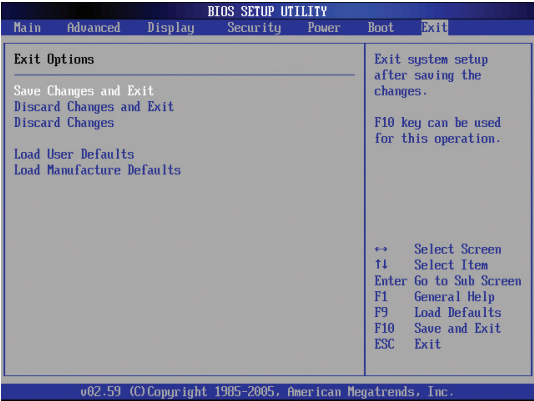 BIOS SETUP UTILITY
Main Advanced Display Security Power Boot Exit
Exit Options
Save Changes and Exit
Discard Changes and Exit
Discard Changes
Load User Defaults
Load Manufacture Defaults
Exit system setup
after saving the
changes.
F10 key can be used
for this operation.
↔ Select Screen
↑↓ Select Item
Enter Go to Sub Screen
F1 General Help
F9 Load Defaults
F10 Save and Exit
ESC Exit
v02.59 (C)Copyright 1985-2005, American Megatrends, Inc.